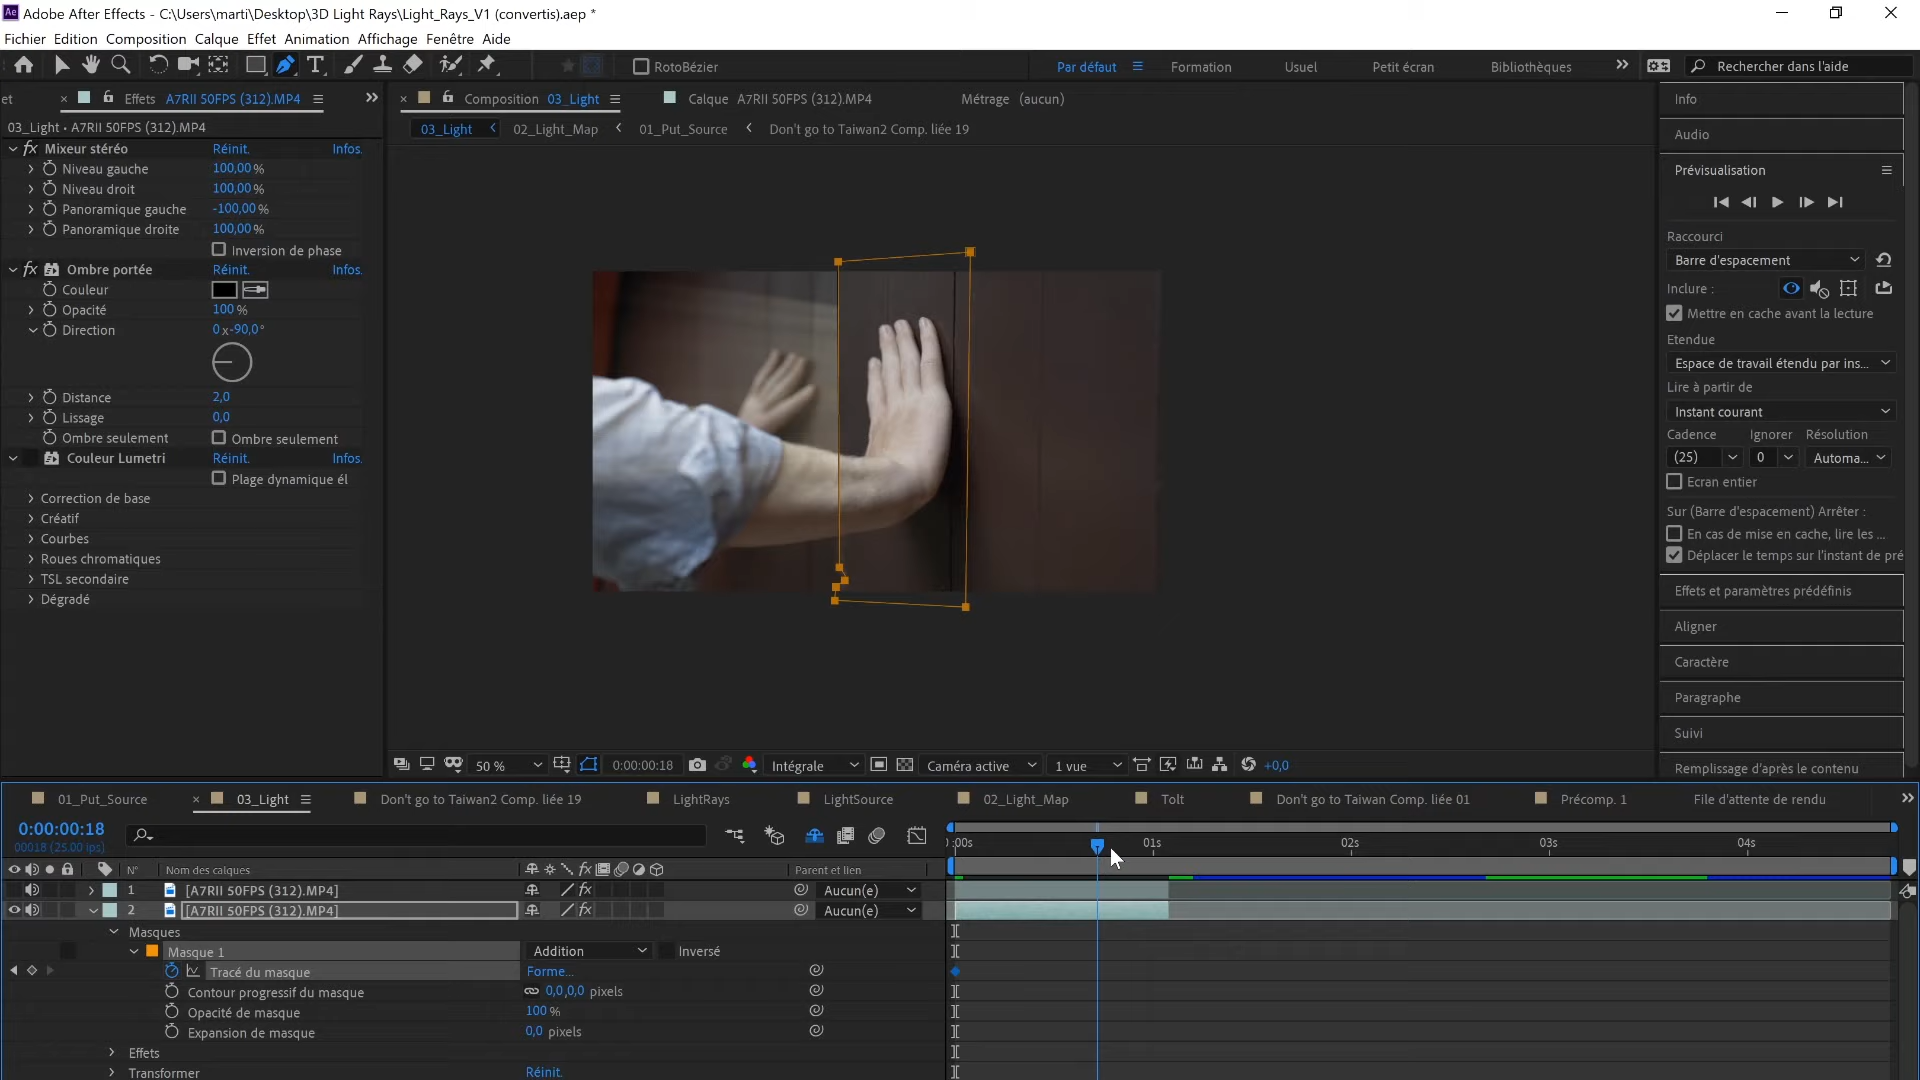 Adobe After Effects - C:\Users\marti\Desktop\3D Light Rays\Light_Rays_V1 (convertis).aep *
Fichier Edition Composition Calque Effet Animation Affichage Fenêtre Aide
RotoBézier
Par défaut
Formation
Usuel
Petit écran
Bibliothèques
Rechercher dans l'aide
et
Effets A7RII 50FPS (312).MP4
03_Light • A7RII 50FPS (312).MP4
fx Mixeur stéréo Réinit. Infos.
Niveau gauche 100,00 %
Niveau droit 100,00 %
Panoramique gauche -100,00 %
Panoramique droite 100,00 %
Inversion de phase
fx Ombre portée Réinit. Infos.
Couleur
Opacité 100 %
Direction 0 x-90,0 °
Distance 2,0
Lissage 0,0
Ombre seulement Ombre seulement
Couleur Lumetri Réinit. Infos.
Plage dynamique él
Correction de base
Créatif
Courbes
Roues chromatiques
TSL secondaire
Dégradé
Composition 03_Light
Calque A7RII 50FPS (312).MP4
Métrage (aucun)
03_Light 02_Light_Map 01_Put_Source Don't go to Taiwan2 Comp. liée 19
50 %
0:00:00:18
Intégrale
Caméra active
1 vue
+0,0
Info
Audio
Prévisualisation
Raccourci
Barre d'espacement
Inclure :
Mettre en cache avant la lecture
Etendue
Espace de travail étendu par ins...
Lire à partir de
Instant courant
Cadence Ignorer Résolution
(25) 0 Automa...
Ecran entier
Sur (Barre d'espacement) Arrêter :
En cas de mise en cache, lire les ...
Déplacer le temps sur l'instant de pré
Effets et paramètres prédéfinis
Aligner
Caractère
Paragraphe
Suivi
Remplissage d'après le contenu
01_Put_Source
03_Light
Don't go to Taiwan2 Comp. liée 19
LightRays
LightSource
02_Light_Map
Tolt
Don't go to Taiwan Comp. liée 01
Précomp. 1
File d'attente de rendu
0:00:00:18
00018 (25.00 ips)
:00s 01s 02s 03s 04s
N° Nom des calques fx Parent et lien
1 [A7RII 50FPS (312).MP4] fx Aucun(e)
2 [A7RII 50FPS (312).MP4] fx Aucun(e)
Masques
Masque 1 Addition Inversé
Tracé du masque Forme...
Contour progressif du masque 0,0,0,0 pixels
Opacité de masque 100 %
Expansion de masque 0,0 pixels
Effets
Transformer Réinit.